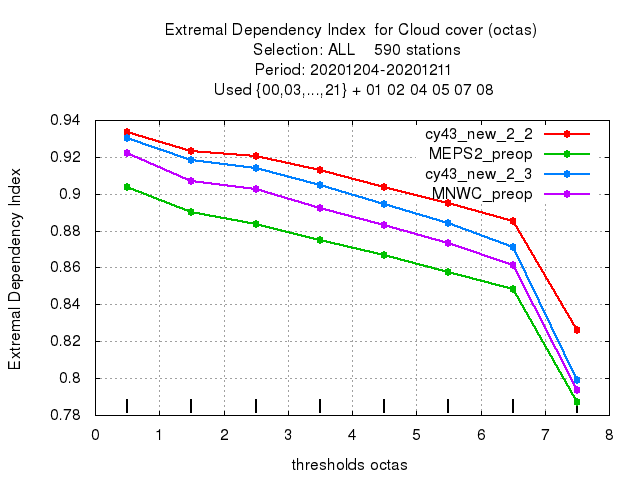 Extremal Dependency Index  for Cloud cover (octas)
Selection: ALL    590 stations
Period: 20201204-20201211
Used {00,03,...,21} + 01 02 04 05 07 08
cy43_new_2_2
MEPS2_preop
cy43_new_2_3
MNWC_preop
Extremal Dependency Index
0.94
0.92
0.9
0.88
0.86
0.84
0.82
0.8
0.78
0 1 2 3 4 5 6 7 8
thresholds octas